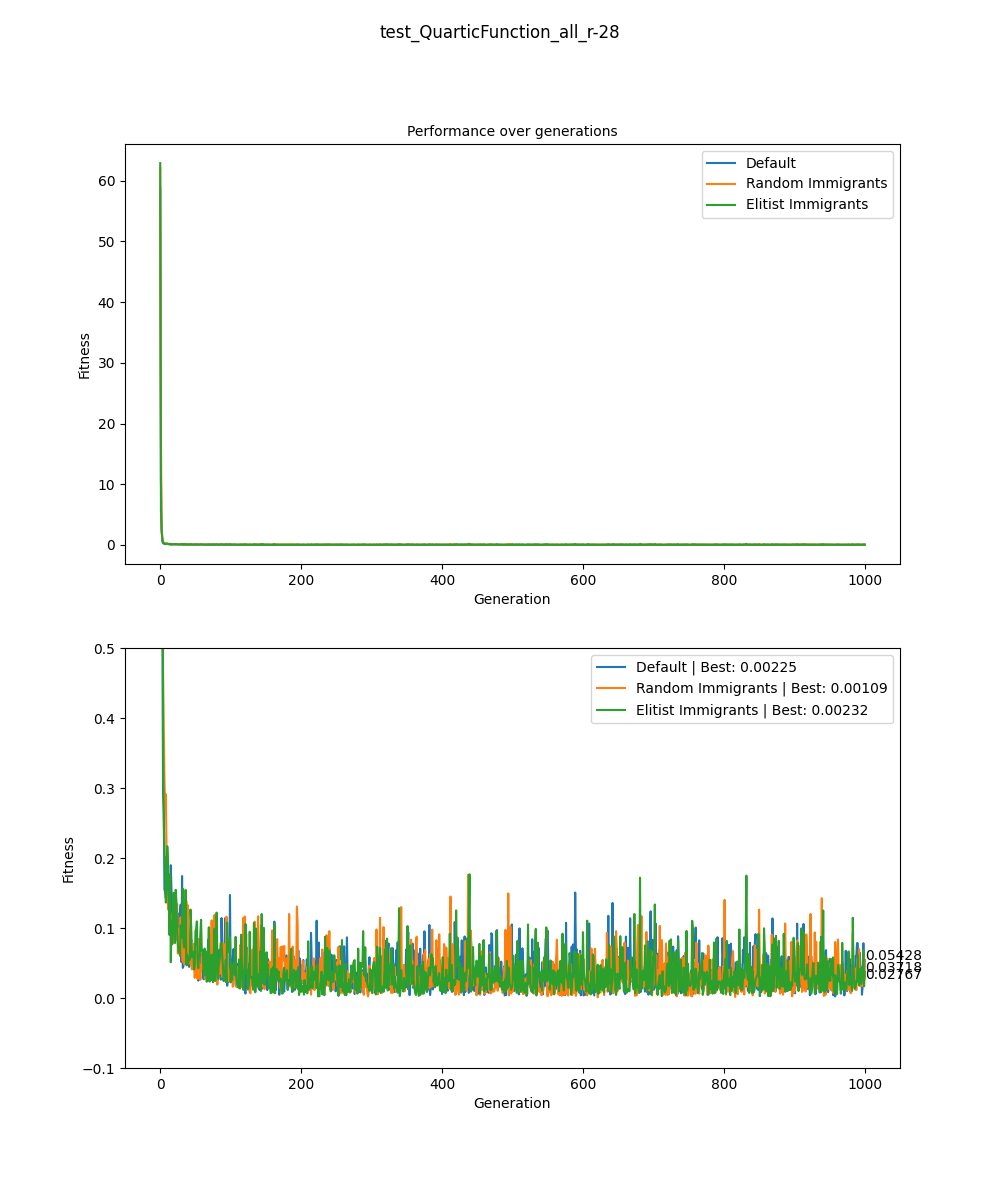 test_QuarticFunction_all_r-28
Performance over generations
Default
Random Immigrants
Elitist Immigrants
60
50
40
30
20
10
0
Fitness
0 200 400 600 800 1000
Generation
Default | Best: 0.00225
Random Immigrants | Best: 0.00109
Elitist Immigrants | Best: 0.00232
0.5
0.4
0.3
0.2
0.1
0.0
−0.1
Fitness
0.05428
0.03718
0.02767
0 200 400 600 800 1000
Generation